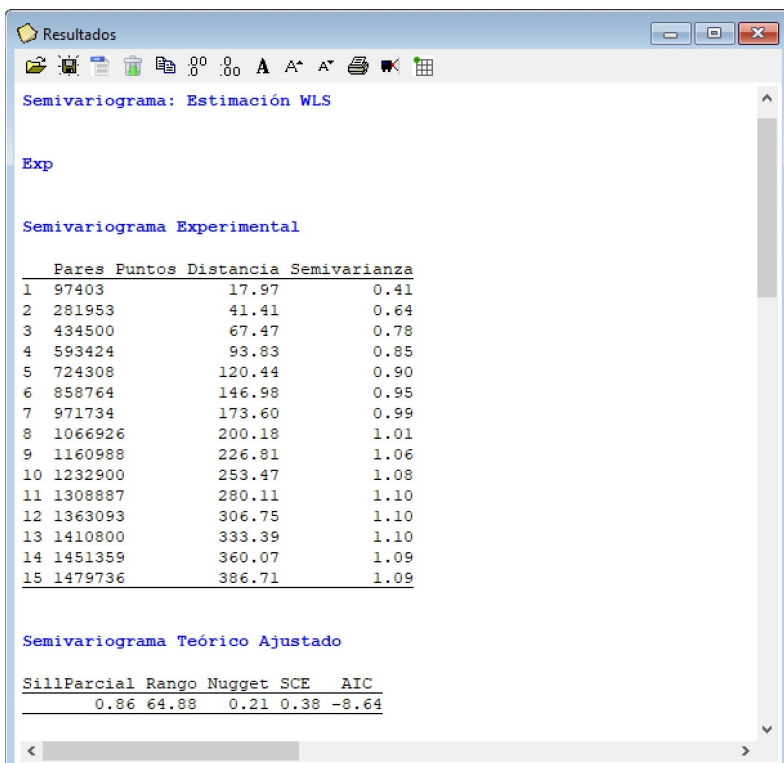 Resultados
A A A
Semivariograma: Estimación WLS
Exp
Semivariograma Experimental
Pares Puntos Distancia Semivarianza
1 97403 17.97 0.41
2 281953 41.41 0.64
3 434500 67.47 0.78
4 593424 93.83 0.85
5 724308 120.44 0.90
6 858764 146.98 0.95
7 971734 173.60 0.99
8 1066926 200.18 1.01
9 1160988 226.81 1.06
10 1232900 253.47 1.08
11 1308887 280.11 1.10
12 1363093 306.75 1.10
13 1410800 333.39 1.10
14 1451359 360.07 1.09
15 1479736 386.71 1.09
Semivariograma Teórico Ajustado
SillParcial Rango Nugget SCE AIC
0.86 64.88 0.21 0.38 -8.64